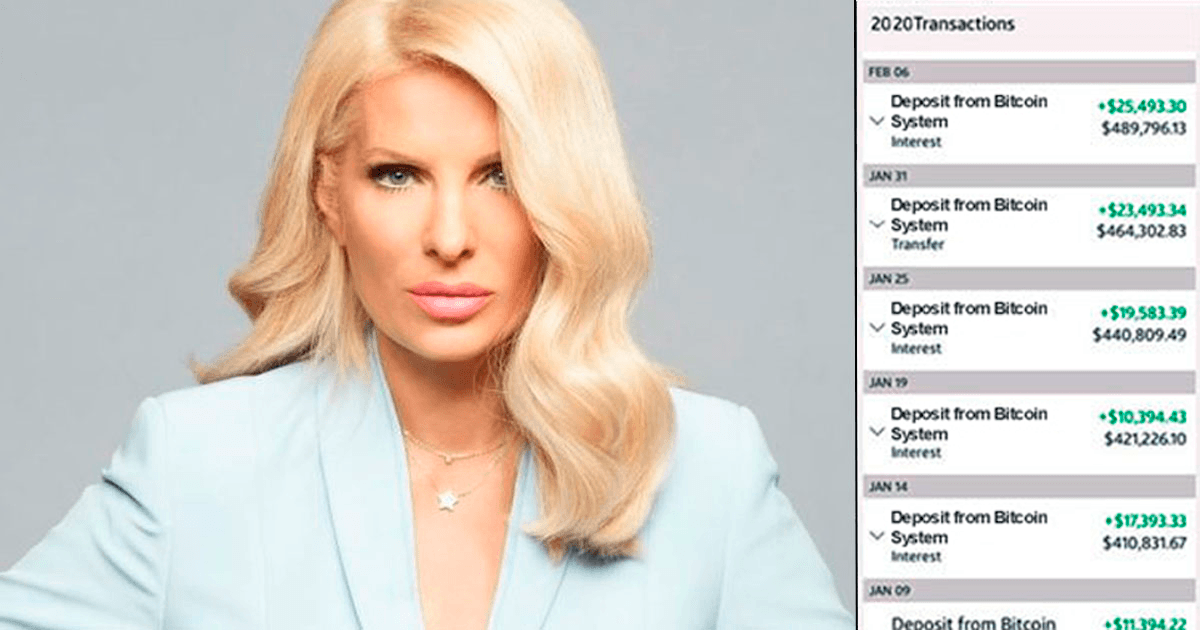 2020Transactions
FEB 06
Deposit from Bitcoin +$25,493.30
System $489,796.13
Interest
JAN 31
Deposit from Bitcoin +$23,493.34
System $464,302.83
Transfer
JAN 25
Deposit from Bitcoin +$19,583.39
System $440,809.49
Interest
JAN 19
Deposit from Bitcoin +$10,394.43
System $421,226.10
Interest
JAN 14
Deposit from Bitcoin +$17,393.33
System $410,831.67
Interest
JAN 09
Deposit from Bitcoin +$11,394.22